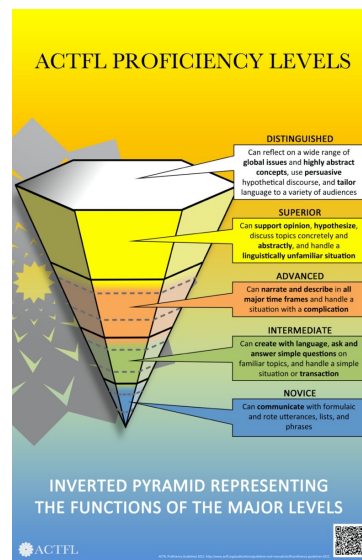 ACTFL PROFICIENCY LEVELS
DISTINGUISHED
Can reflect on a wide range of
global issues and highly abstract
concepts, use persuasive
hypothetical discourse, and tailor
language to a variety of audiences
SUPERIOR
Can support opinion, hypothesize,
discuss topics concretely and
abstractly, and handle a
linguistically unfamiliar situation
ADVANCED
Can narrate and describe in all
major time frames and handle a
situation with a complication
INTERMEDIATE
Can create with language, ask and
answer simple questions on
familiar topics, and handle a simple
situation or transaction
NOVICE
Can communicate with formulaic
and rote utterances, lists, and
phrases
INVERTED PYRAMID REPRESENTING
THE FUNCTIONS OF THE MAJOR LEVELS
ACTFL